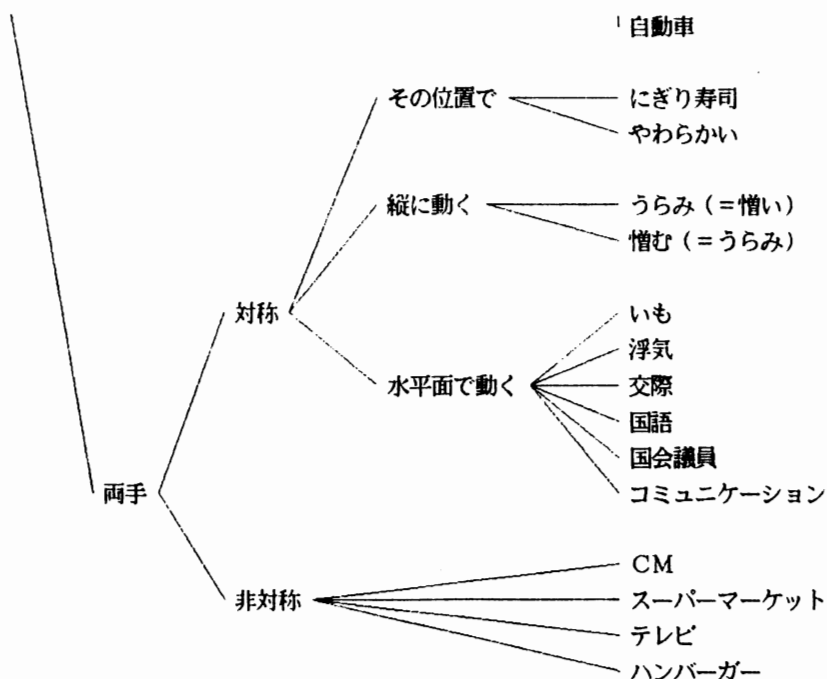 自動車
その位置で
にぎり寿司
やわらかい
縦に動く
うらみ(=憎い)
憎む(=うらみ)
対称
いも
浮気
水平面で動く
交際
国語
国会議員
両手
コミュニケーション
CM
非対称
スーパーマーケット
テレビ
ハンバーガー